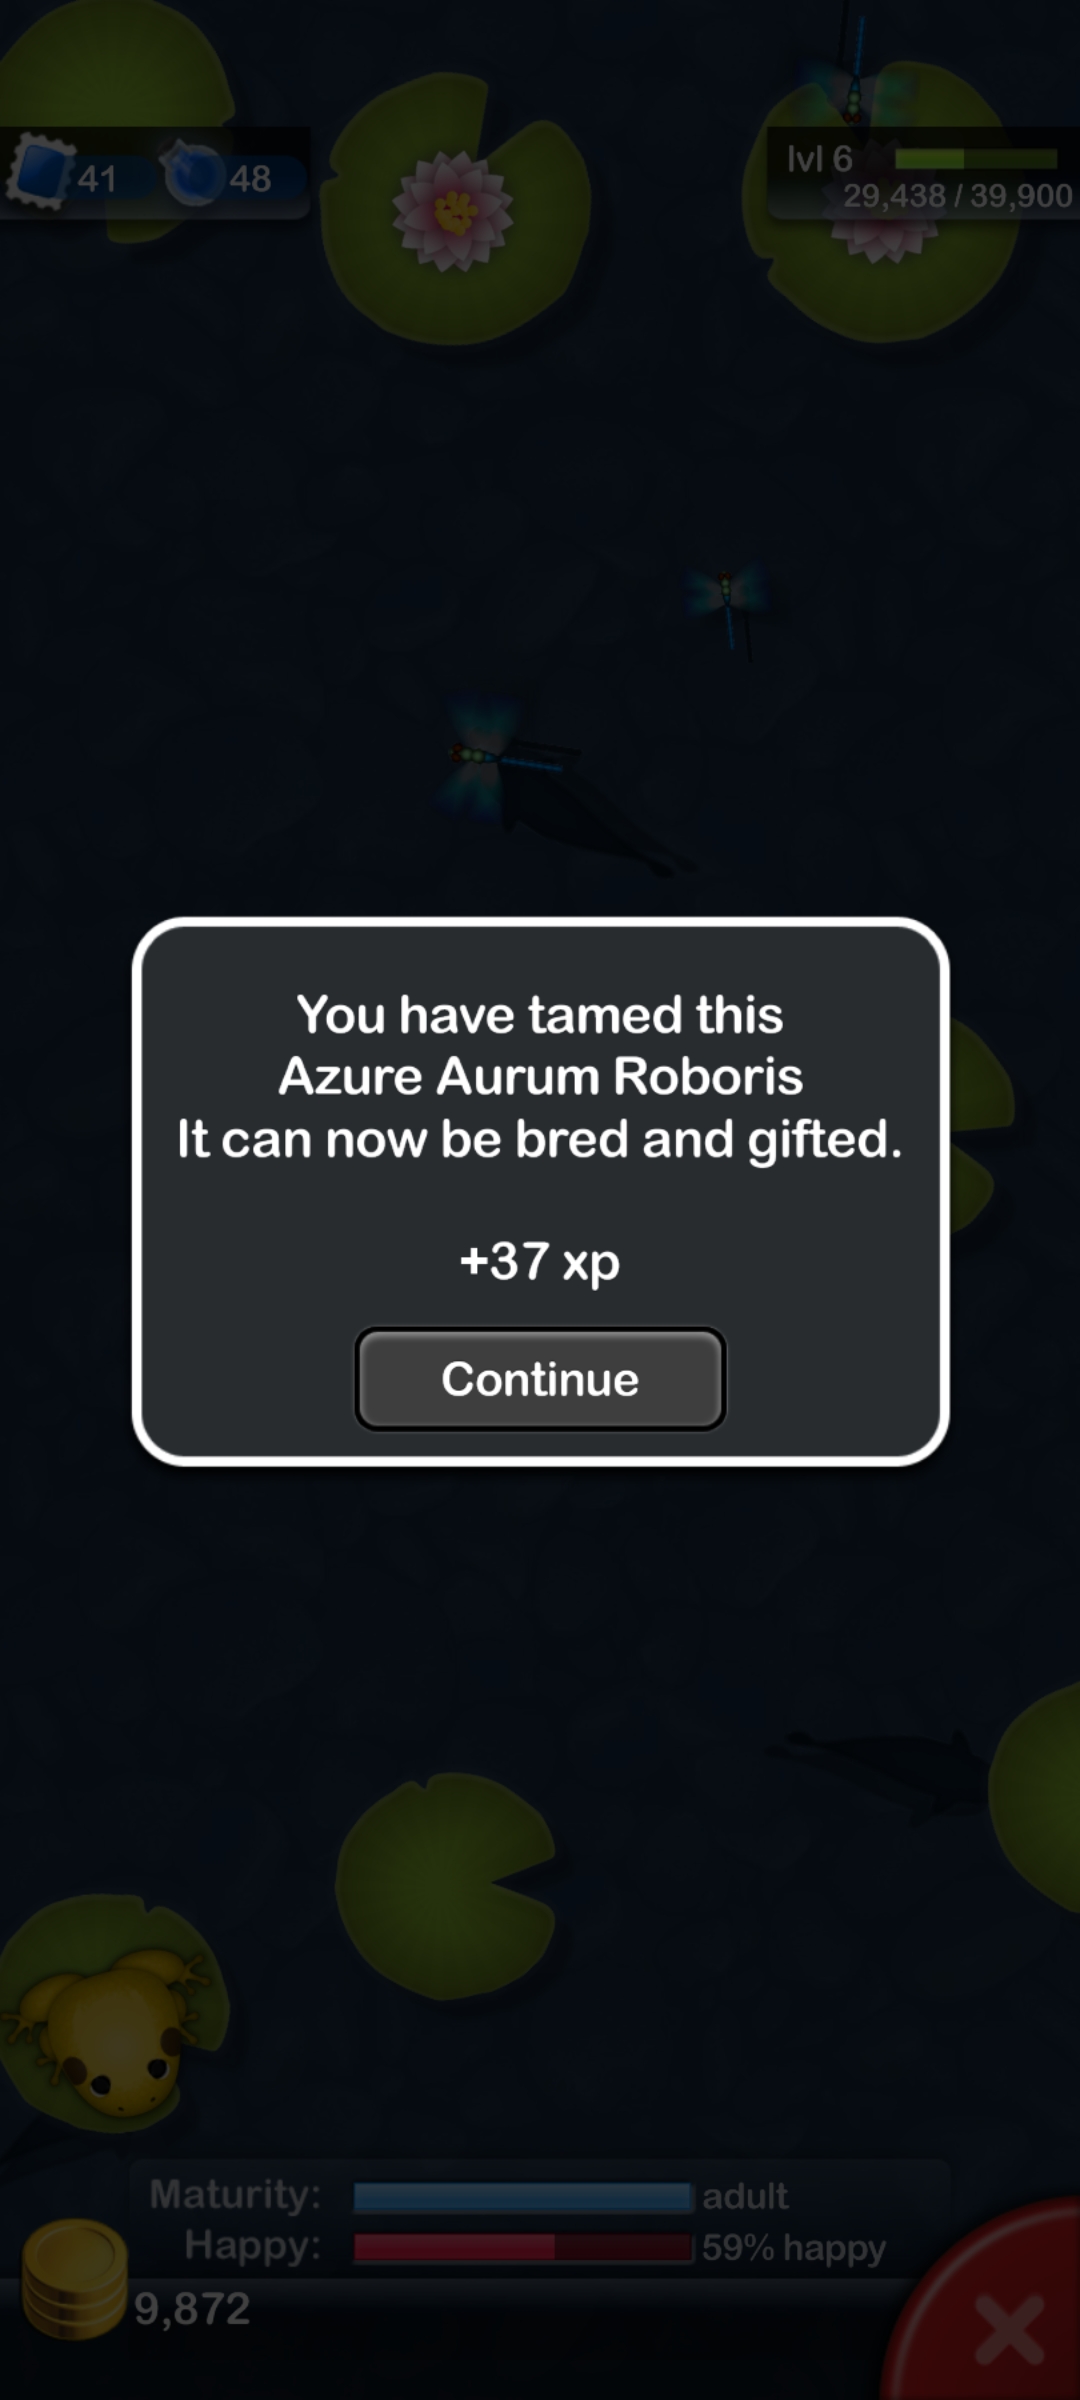 41
48
lvl 6
29,438 / 39,900
You have tamed this
Azure Aurum Roboris
It can now be bred and gifted.
+37 xp
Continue
Maturity: adult
Happy: 59% happy
9,872